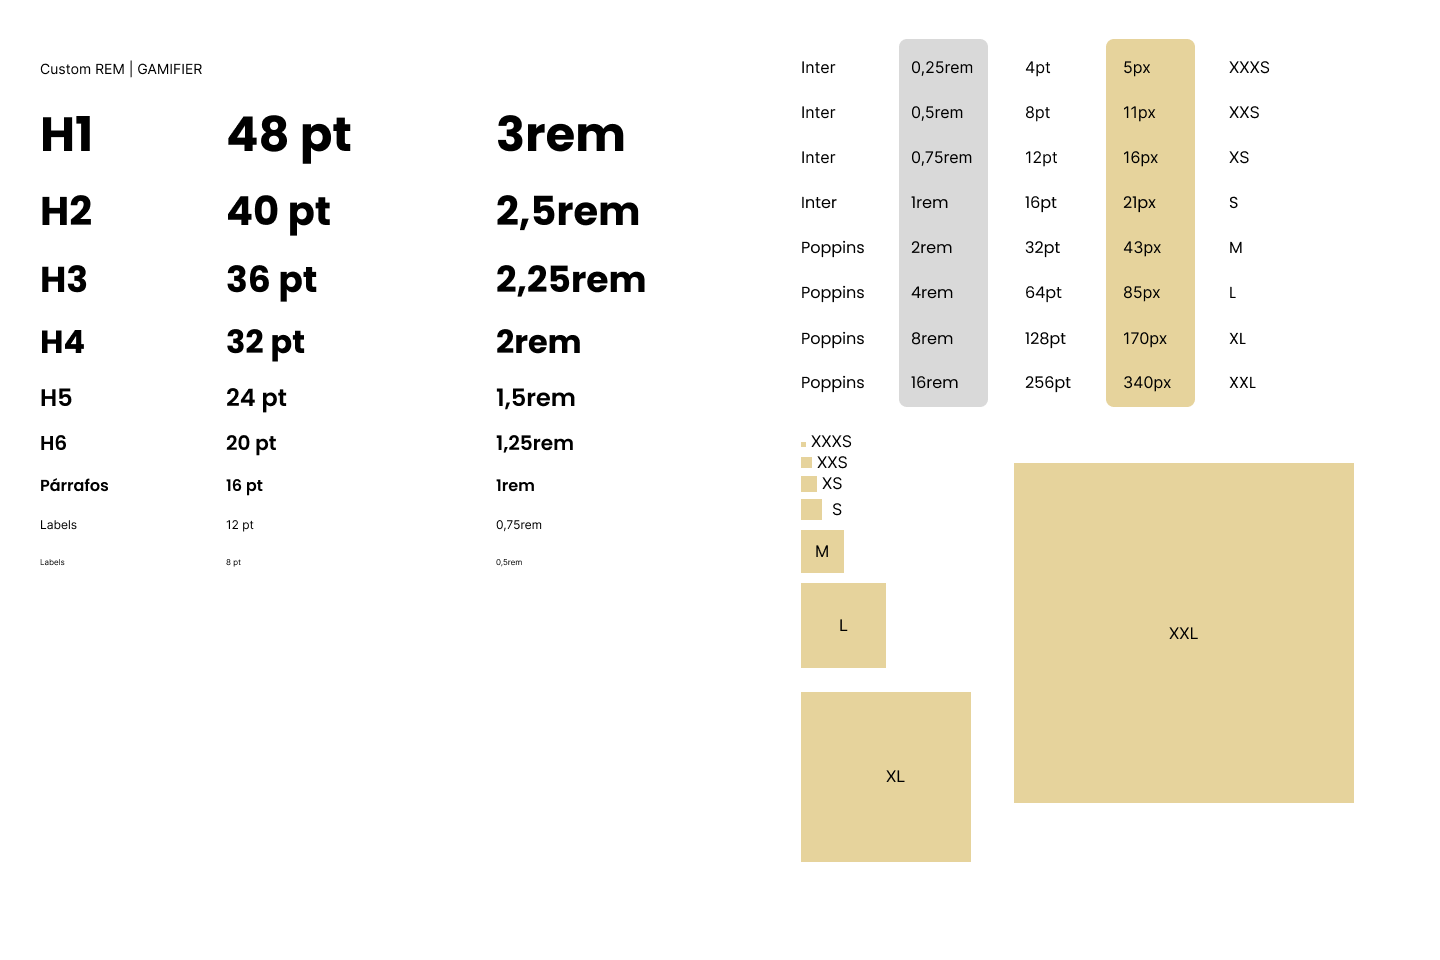 Custom REM | GAMIFIER
H1 48 pt 3rem
H2 40 pt 2,5rem
H3 36 pt 2,25rem
H4 32 pt 2rem
H5 24 pt 1,5rem
H6 20 pt 1,25rem
Párrafos 16 pt 1rem
Labels 12 pt 0,75rem
Labels 8 pt 0,5rem
Inter 0,25rem 4pt 5px XXXS
Inter 0,5rem 8pt 11px XXS
Inter 0,75rem 12pt 16px XS
Inter 1rem 16pt 21px S
Poppins 2rem 32pt 43px M
Poppins 4rem 64pt 85px L
Poppins 8rem 128pt 170px XL
Poppins 16rem 256pt 340px XXL
XXXS
XXS
XS
S
M
L
XL
XXL